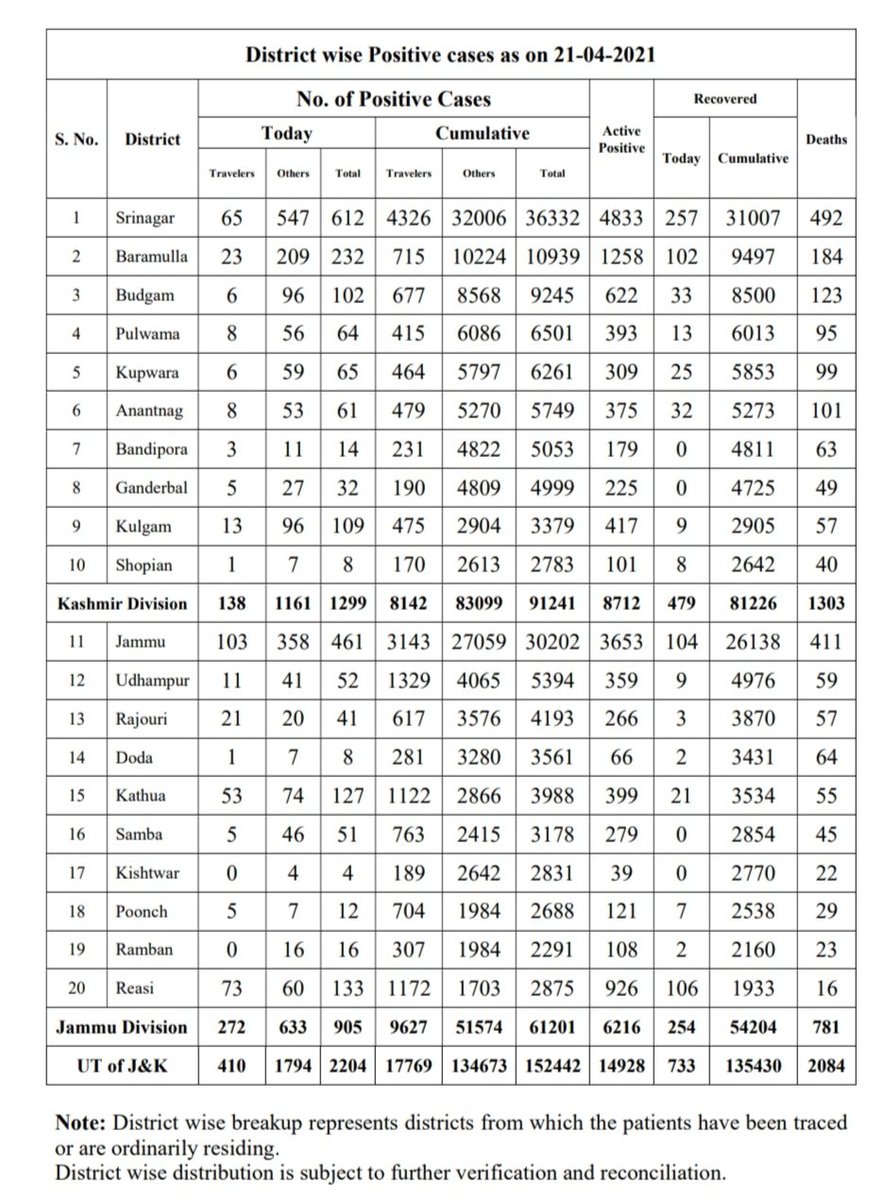 District wise Positive cases as on 21-04-2021
S. No. District No. of Positive Cases Active Positive Recovered Deaths
Today Cumulative Today Cumulative
Travelers Others Total Travelers Others Total
1 Srinagar 65 547 612 4326 32006 36332 4833 257 31007 492
2 Baramulla 23 209 232 715 10224 10939 1258 102 9497 184
3 Budgam 6 96 102 677 8568 9245 622 33 8500 123
4 Pulwama 8 56 64 415 6086 6501 393 13 6013 95
5 Kupwara 6 59 65 464 5797 6261 309 25 5853 99
6 Anantnag 8 53 61 479 5270 5749 375 32 5273 101
7 Bandipora 3 11 14 231 4822 5053 179 0 4811 63
8 Ganderbal 5 27 32 190 4809 4999 225 0 4725 49
9 Kulgam 13 96 109 475 2904 3379 417 9 2905 57
10 Shopian 1 7 8 170 2613 2783 101 8 2642 40
Kashmir Division 138 1161 1299 8142 83099 91241 8712 479 81226 1303
11 Jammu 103 358 461 3143 27059 30202 3653 104 26138 411
12 Udhampur 11 41 52 1329 4065 5394 359 9 4976 59
13 Rajouri 21 20 41 617 3576 4193 266 3 3870 57
14 Doda 1 7 8 281 3280 3561 66 2 3431 64
15 Kathua 53 74 127 1122 2866 3988 399 21 3534 55
16 Samba 5 46 51 763 2415 3178 279 0 2854 45
17 Kishtwar 0 4 4 189 2642 2831 39 0 2770 22
18 Poonch 5 7 12 704 1984 2688 121 7 2538 29
19 Ramban 0 16 16 307 1984 2291 108 2 2160 23
20 Reasi 73 60 133 1172 1703 2875 926 106 1933 16
Jammu Division 272 633 905 9627 51574 61201 6216 254 54204 781
UT of J&K 410 1794 2204 17769 134673 152442 14928 733 135430 2084
Note: District wise breakup represents districts from which the patients have been traced
or are ordinarily residing.
District wise distribution is subject to further verification and reconciliation.